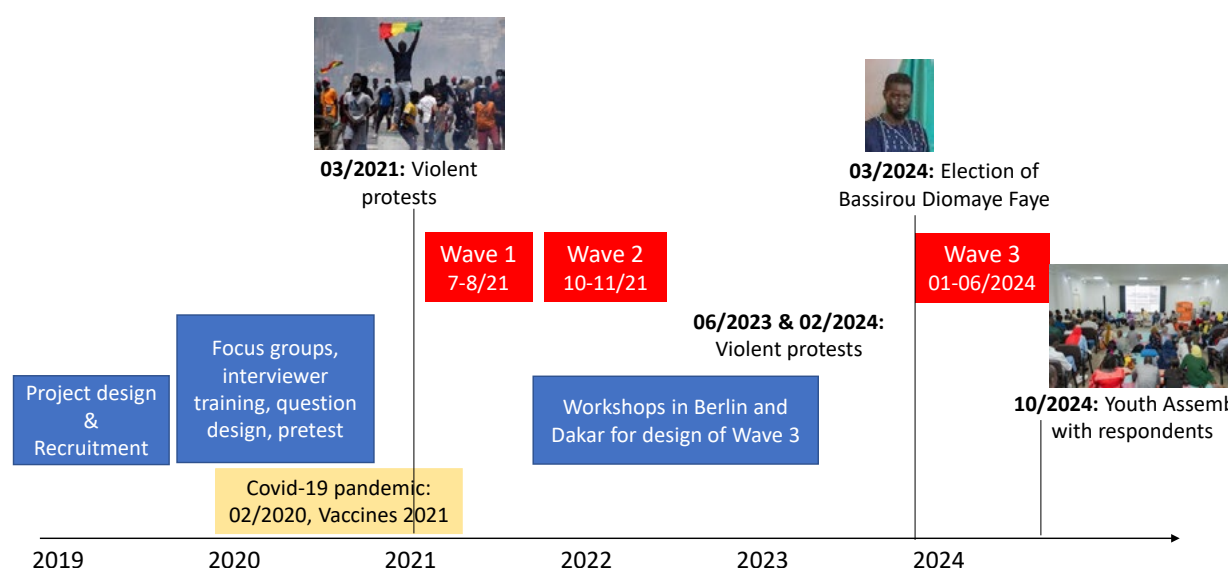 03/2021: Violent
protests
03/2024: Election of
Bassirou Diomaye Faye
Wave 1
7-8/21
Wave 2
10-11/21
Wave 3
01-06/2024
06/2023 & 02/2024:
Violent protests
Focus groups,
interviewer
training, question
design, pretest
Project design
&
Recruitment
Workshops in Berlin and
Dakar for design of Wave 3
10/2024: Youth Assemb
with respondents
Covid-19 pandemic:
02/2020, Vaccines 2021
2019
2020
2021
2022
2023
2024